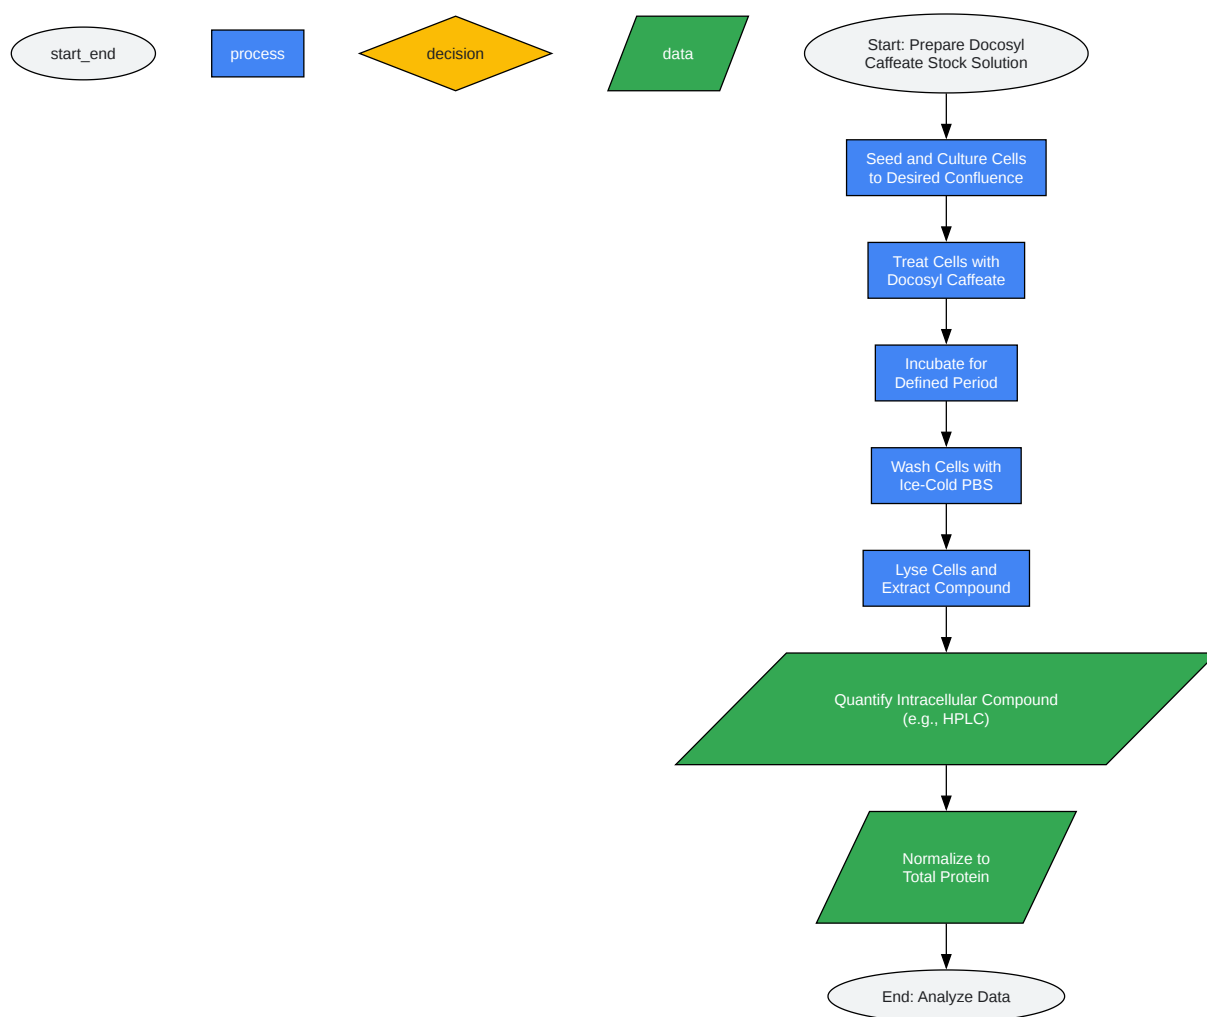 start_end
process
decision
data
Start: Prepare Docosyl
Caffeate Stock Solution
Seed and Culture Cells
to Desired Confluence
Treat Cells with
Docosyl Caffeate
Incubate for
Defined Period
Wash Cells with
Ice-Cold PBS
Lyse Cells and
Extract Compound
Quantify Intracellular Compound
(e.g., HPLC)
Normalize to
Total Protein
End: Analyze Data